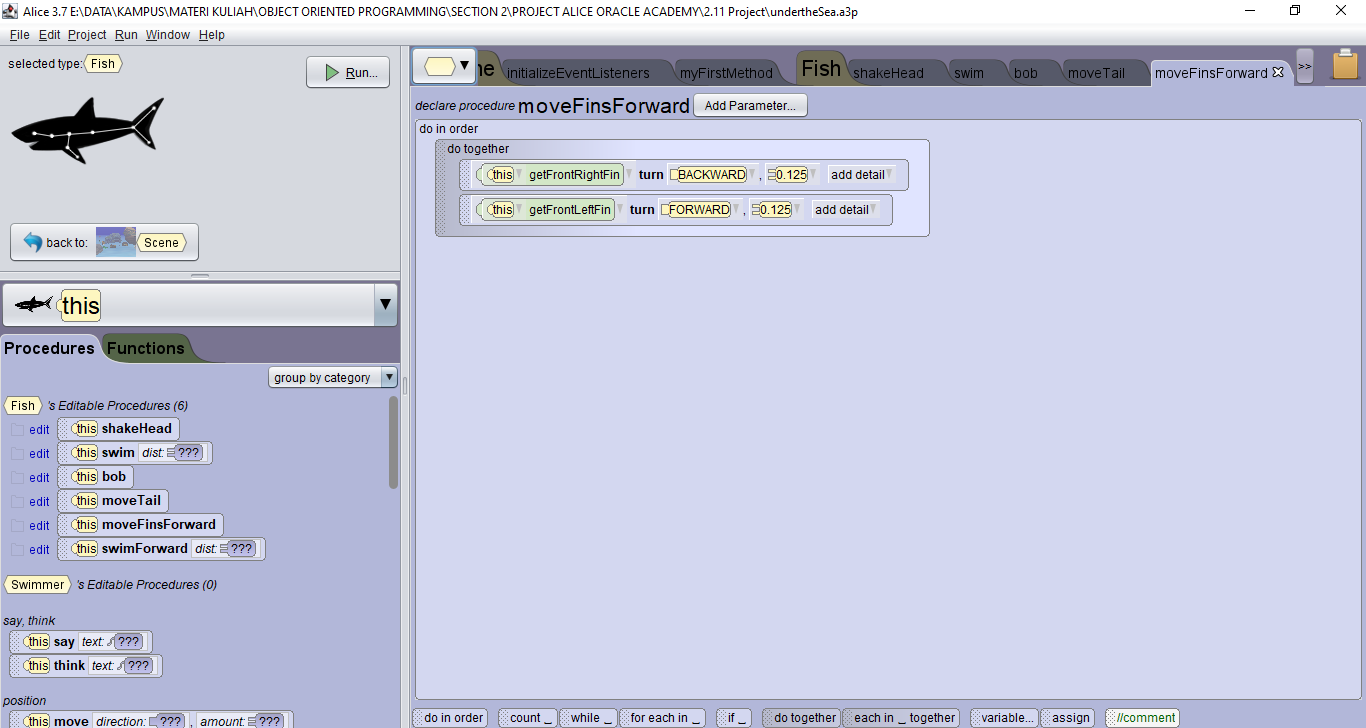 Alice 3.7 E:\DATA\KAMPUS\MATERI KULIAH\OBJECT ORIENTED PROGRAMMING\SECTION 2\PROJECT ALICE ORACLE ACADEMY\2.11 Project\undertheSea.a3p
File Edit Project Run Window Help
selected type: Fish
Run...
back to: Scene
this
Procedures Functions
group by category
Fish 's Editable Procedures (6)
edit this shakeHead
edit this swim dist: ???
edit this bob
edit this moveTail
edit this moveFinsForward
edit this swimForward dist: ???
Swimmer 's Editable Procedures (0)
say, think
this say text: ???
this think text: ???
position
this move direction: ??? , amount: ???
ne initializeEventListeners myFirstMethod Fish shakeHead swim bob moveTail moveFinsForward >>
declare procedure moveFinsForward Add Parameter...
do in order
do together
this getFrontRightFin turn BACKWARD , 0.125 add detail
this getFrontLeftFin turn FORWARD , 0.125 add detail
do in order count _ while _ for each in _ if _ do together each in _ together variable... assign //comment